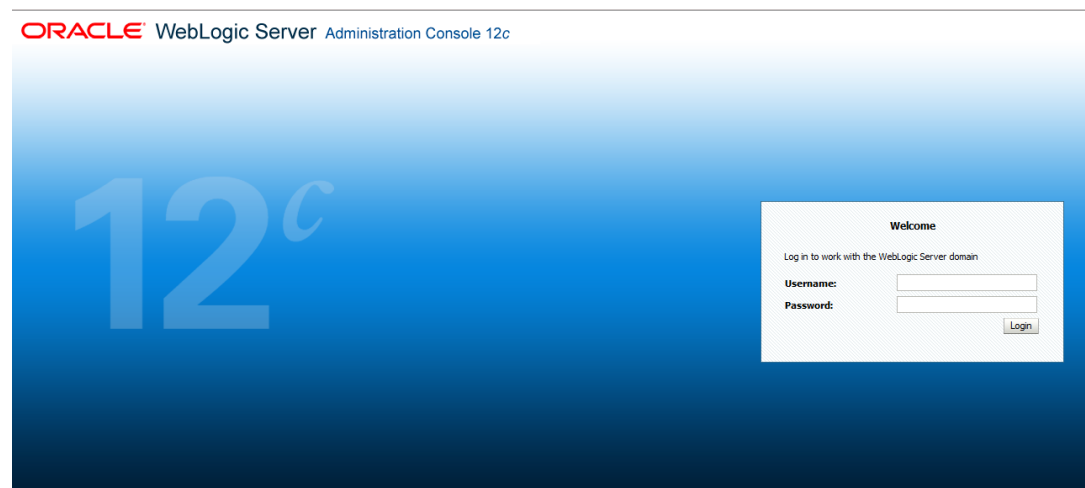 ORACLE WebLogic Server Administration Console 12c
12c
Welcome
Log in to work with the WebLogic Server domain
Username:
Password:
Login